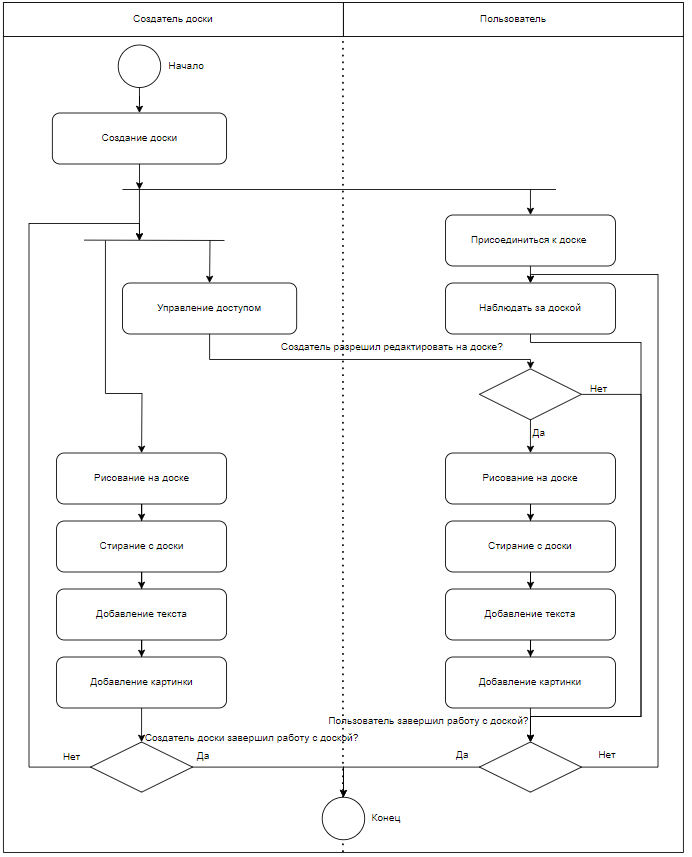 Создатель доски
Пользователь
Начало
Создание доски
Присоединиться к доске
Управление доступом
Наблюдать за доской
Создатель разрешил редактировать на доске?
Нет
Да
Рисование на доске
Рисование на доске
Стирание с доски
Стирание с доски
Добавление текста
Добавление текста
Добавление картинки
Добавление картинки
Пользователь завершил работу с доской?
Создатель доски завершил работу с доской?
Нет
Да
Да
Нет
Конец